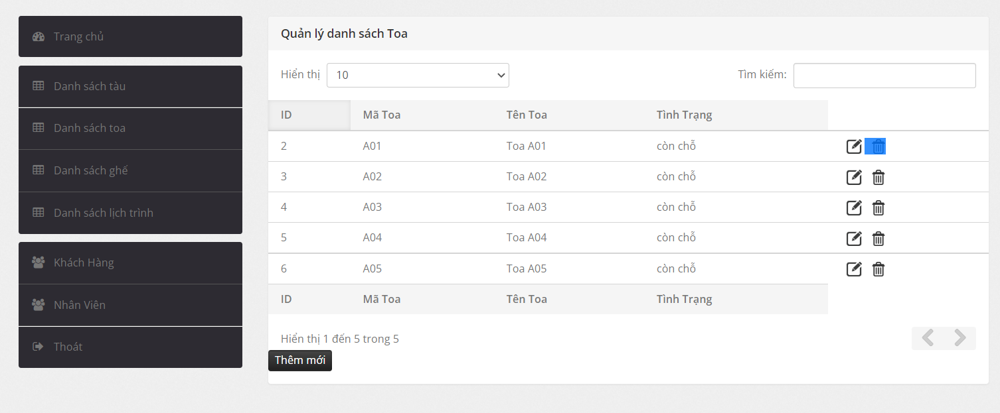 Trang chủ
Danh sách tàu
Danh sách toa
Danh sách ghế
Danh sách lịch trình
Khách Hàng
Nhân Viên
Thoát
Quản lý danh sách Toa
Hiển thị 10 Tìm kiếm:
ID Mã Toa Tên Toa Tình Trạng
2 A01 Toa A01 còn chỗ
3 A02 Toa A02 còn chỗ
4 A03 Toa A03 còn chỗ
5 A04 Toa A04 còn chỗ
6 A05 Toa A05 còn chỗ
ID Mã Toa Tên Toa Tình Trạng
Hiển thị 1 đến 5 trong 5
Thêm mới